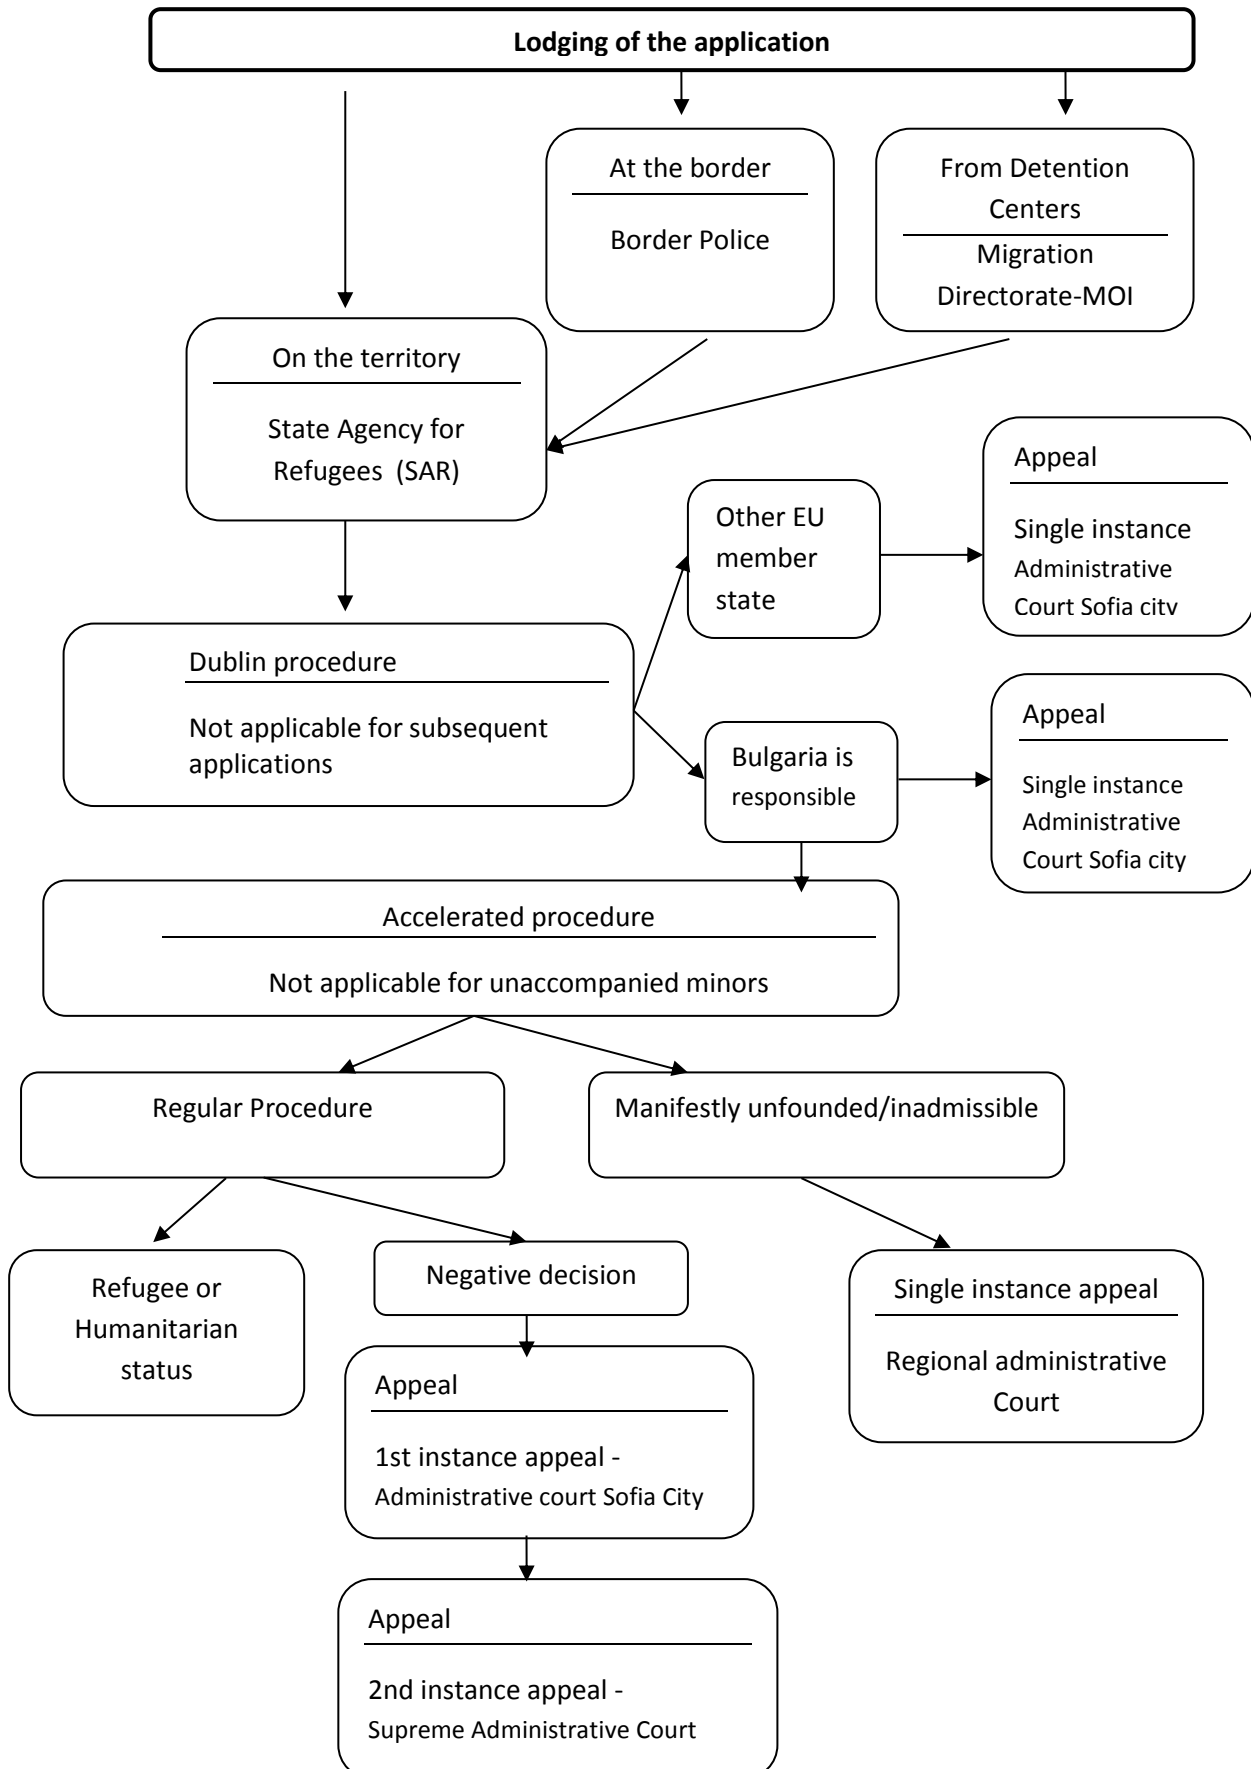 Lodging of the application
At the border
Border Police
From Detention
Centers
Migration
Directorate-MOI
On the territory
State Agency for
Refugees (SAR)
Other EU
member
state
Appeal
Single instance
Administrative
Court Sofia city
Dublin procedure
Not applicable for subsequent
applications
Bulgaria is
responsible
Appeal
Single instance
Administrative
Court Sofia city
Accelerated procedure
Not applicable for unaccompanied minors
Regular Procedure
Manifestly unfounded/inadmissible
Refugee or
Humanitarian
status
Negative decision
Single instance appeal
Regional administrative
Court
Appeal
1st instance appeal -
Administrative court Sofia City
Appeal
2nd instance appeal -
Supreme Administrative Court